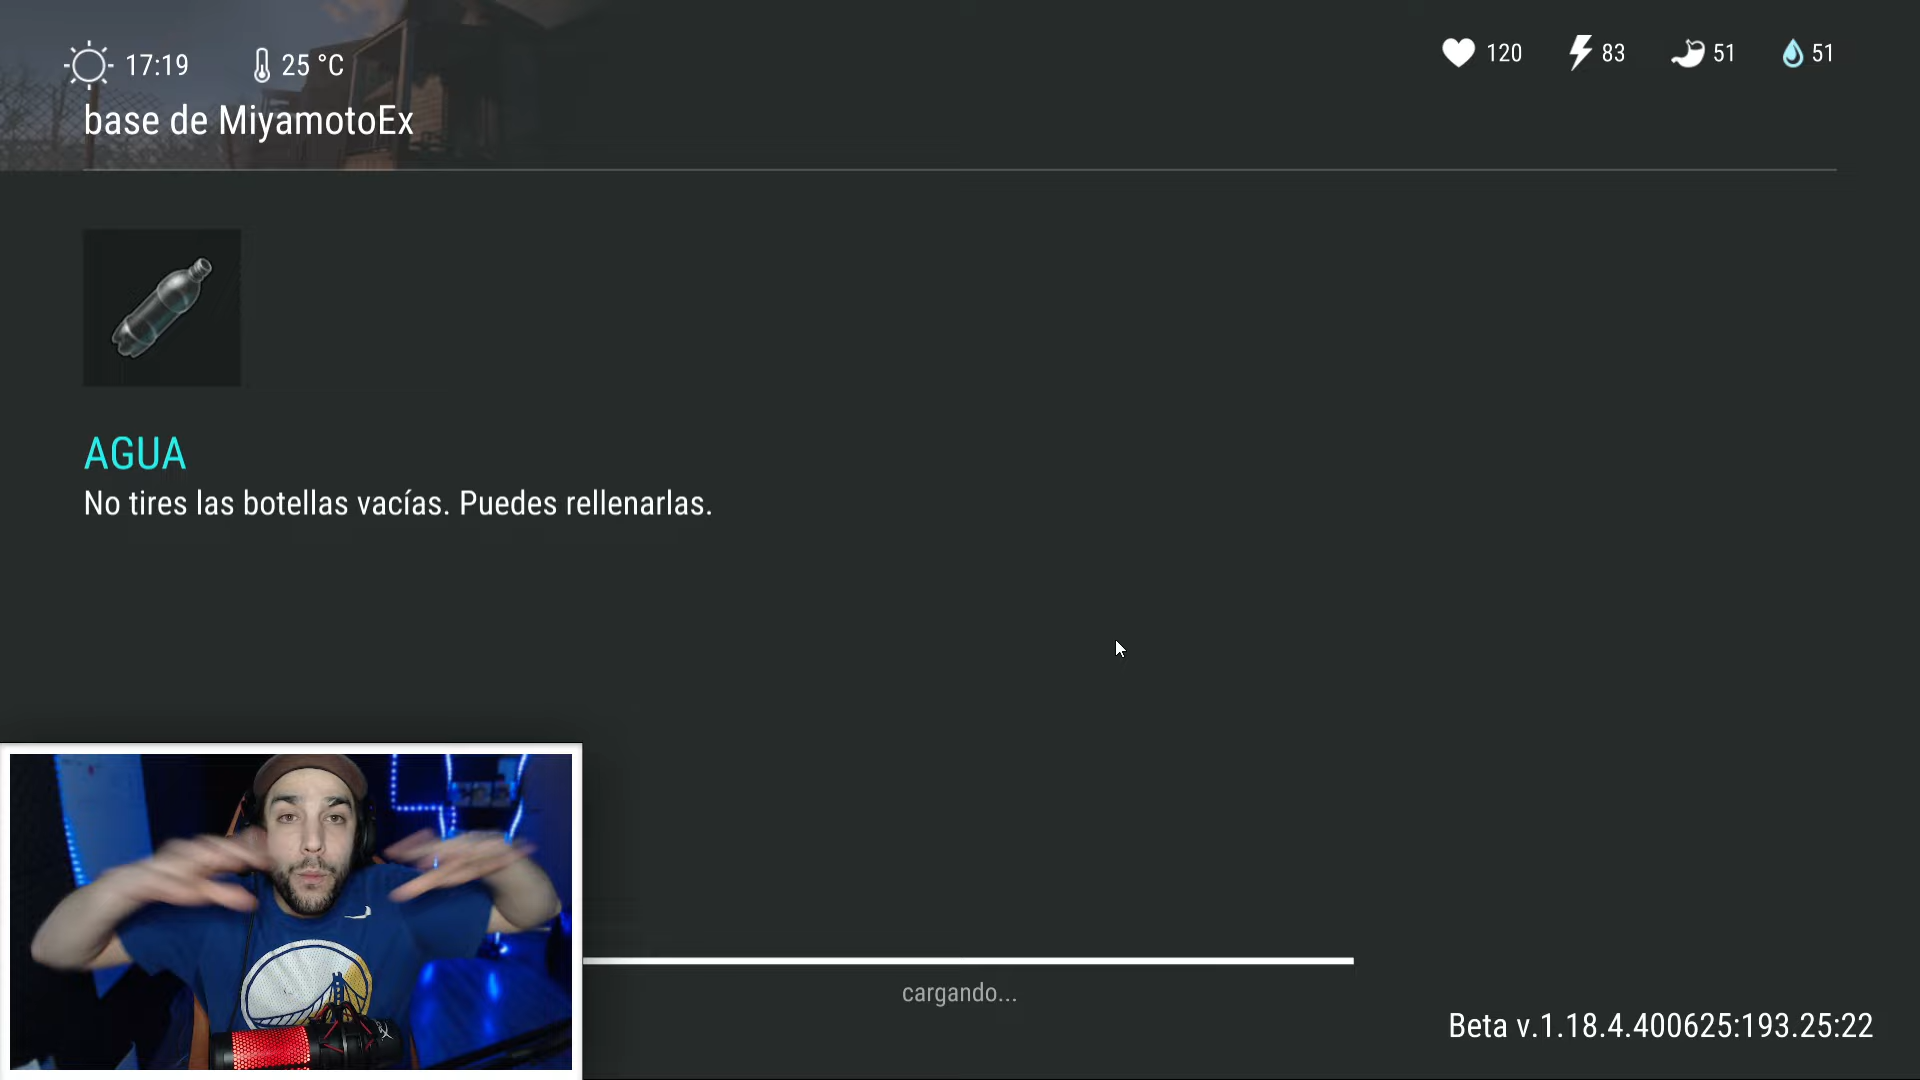 17:19 25 °C 120 83 51 51
base de MiyamotoEx
AGUA
No tires las botellas vacías. Puedes rellenarlas.
cargando...
Beta v.1.18.4.400625:193.25:22